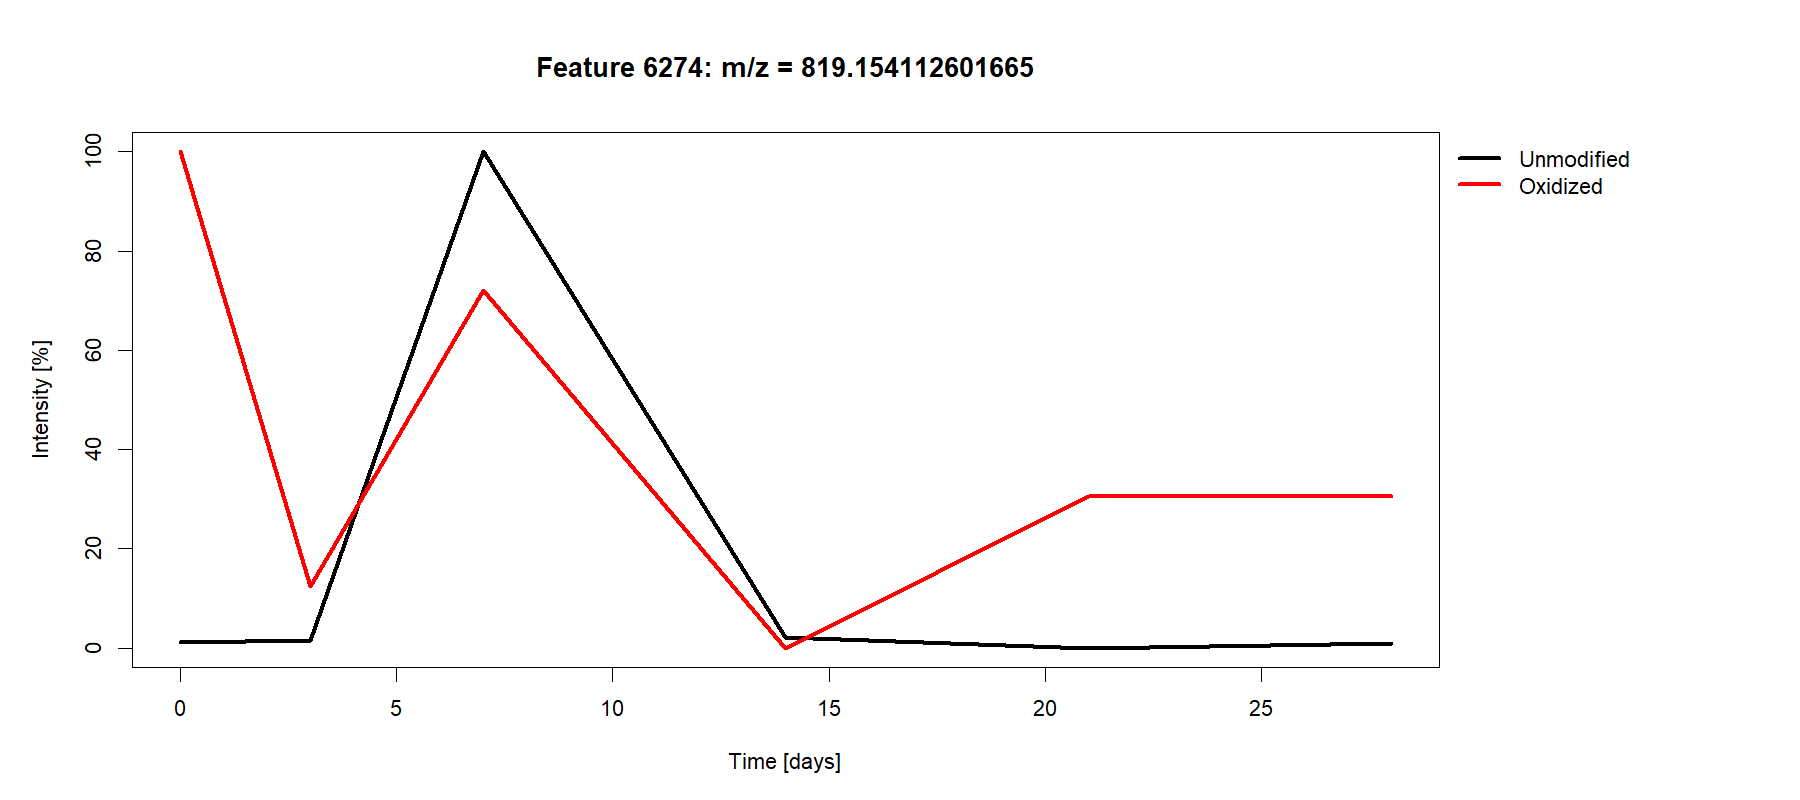 Feature 6274: m/z = 819.154112601665
Unmodified
Oxidized
Intensity [%]
100
80
60
40
20
0
0 5 10 15 20 25
Time [days]